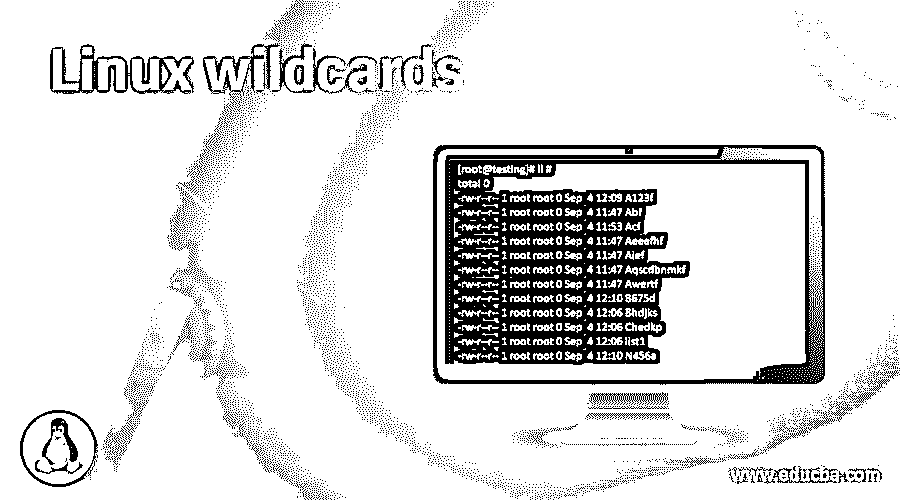 Linux wildcards
[root@testing]# ll #
total 0
-rw-r--r-- 1 root root 0 Sep 4 12:09 A123f
-rw-r--r-- 1 root root 0 Sep 4 11:47 Abf
-rw-r--r-- 1 root root 0 Sep 4 11:53 Acf
-rw-r--r-- 1 root root 0 Sep 4 11:47 Aeeefhf
-rw-r--r-- 1 root root 0 Sep 4 11:47 Aief
-rw-r--r-- 1 root root 0 Sep 4 11:47 Aqscdbnmkf
-rw-r--r-- 1 root root 0 Sep 4 11:47 Awertf
-rw-r--r-- 1 root root 0 Sep 4 12:10 B675d
-rw-r--r-- 1 root root 0 Sep 4 12:06 Bhdjks
-rw-r--r-- 1 root root 0 Sep 4 12:06 Chedkp
-rw-r--r-- 1 root root 0 Sep 4 12:06 list1
-rw-r--r-- 1 root root 0 Sep 4 12:10 N456a
www.educba.com